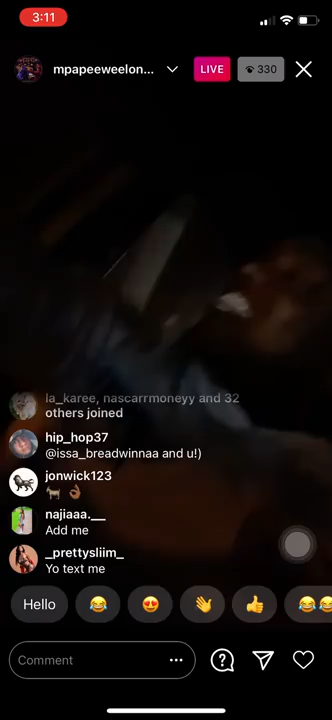 3:11
mpapeeweelon...
LIVE
330
la_karee, nascarrmoneyy and 32
others joined
hip_hop37
@issa_breadwinnaa and u!)
jonwick123
🐐 👌🏾
najiaaa.__
Add me
_prettysliim_
Yo text me
Hello
😂 😍 👋 👍 😂😂
Comment